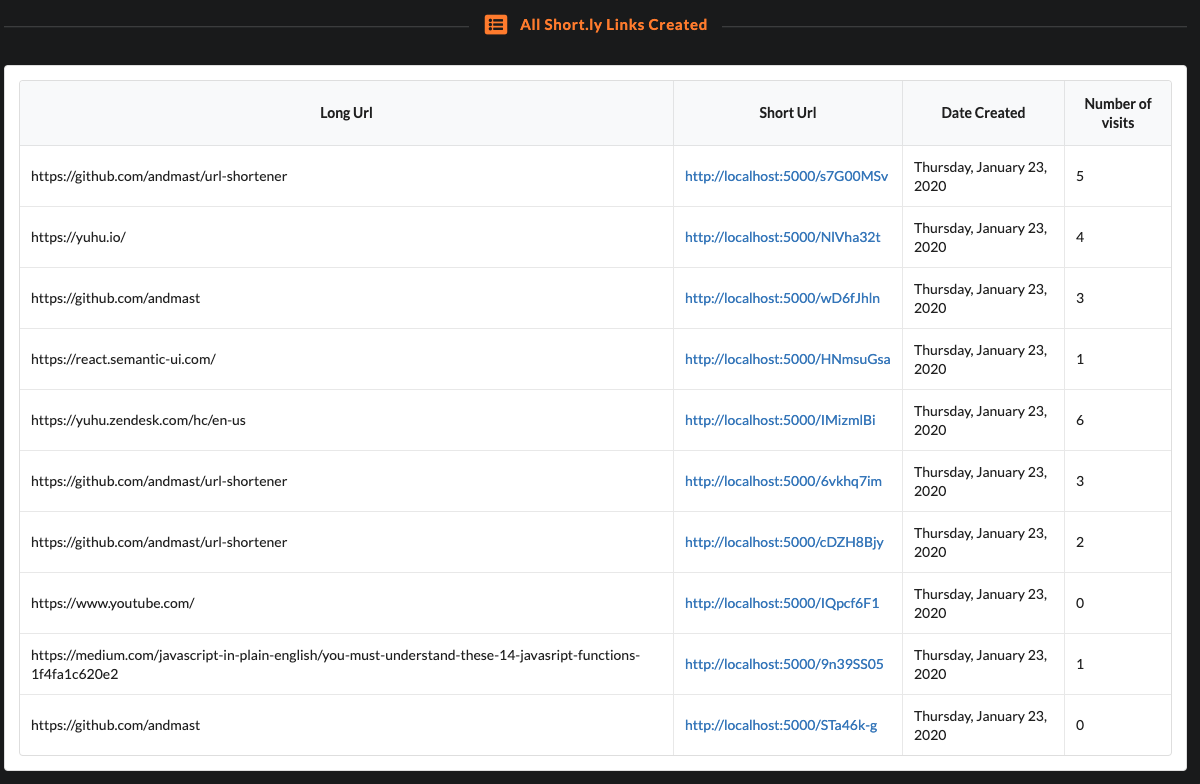 All Short.ly Links Created
Long Url Short Url Date Created Number of visits
https://github.com/andmast/url-shortener http://localhost:5000/s7G00MSv Thursday, January 23, 2020 5
https://yuhu.io/ http://localhost:5000/NlVha32t Thursday, January 23, 2020 4
https://github.com/andmast http://localhost:5000/wD6fJhln Thursday, January 23, 2020 3
https://react.semantic-ui.com/ http://localhost:5000/HNmsuGsa Thursday, January 23, 2020 1
https://yuhu.zendesk.com/hc/en-us http://localhost:5000/IMizmlBi Thursday, January 23, 2020 6
https://github.com/andmast/url-shortener http://localhost:5000/6vkhq7im Thursday, January 23, 2020 3
https://github.com/andmast/url-shortener http://localhost:5000/cDZH8Bjy Thursday, January 23, 2020 2
https://www.youtube.com/ http://localhost:5000/IQpcf6F1 Thursday, January 23, 2020 0
https://medium.com/javascript-in-plain-english/you-must-understand-these-14-javasript-functions-1f4fa1c620e2 http://localhost:5000/9n39SS05 Thursday, January 23, 2020 1
https://github.com/andmast http://localhost:5000/STa46k-g Thursday, January 23, 2020 0